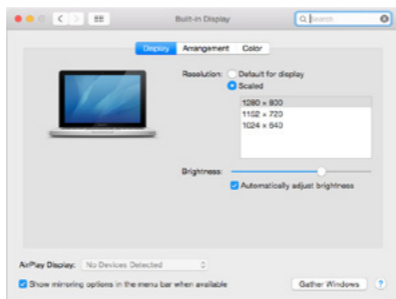 Built-in Display
Search
Display Arrangement Color
Resolution: Default for display
Scaled
1280 × 800
1152 × 720
1024 × 640
Brightness:
Automatically adjust brightness
AirPlay Display: No Devices Detected
Show mirroring options in the menu bar when available
Gather Windows ?